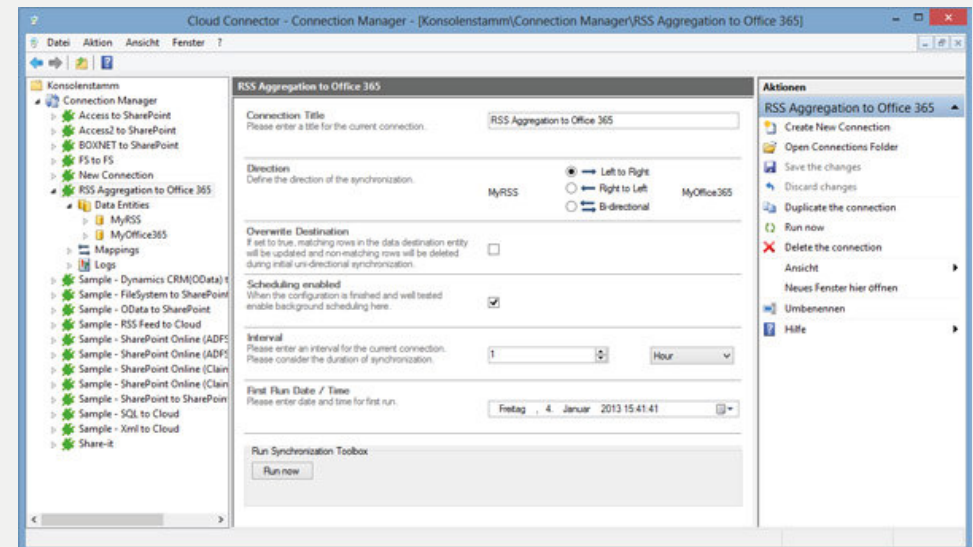 Cloud Connector - Connection Manager - [Konsolenstamm\Connection Manager\RSS Aggregation to Office 365]
Datei Aktion Ansicht Fenster ?
Konsolenstamm
Connection Manager
Access to SharePoint
Access2 to SharePoint
BOXNET to SharePoint
FS to FS
New Connection
RSS Aggregation to Office 365
Data Entities
MyRSS
MyOffice365
Mappings
Logs
Sample - Dynamics CRM(OData) t
Sample - FileSystem to SharePoint
Sample - OData to SharePoint
Sample - RSS Feed to Cloud
Sample - SharePoint Online (ADFS
Sample - SharePoint Online (ADFS
Sample - SharePoint Online (Claim
Sample - SharePoint Online (Claim
Sample - SharePoint to SharePoin
Sample - SQL to Cloud
Sample - Xml to Cloud
Share-it
RSS Aggregation to Office 365
Connection Title
Please enter a title for the current connection.
RSS Aggregation to Office 365
Direction
Define the direction of the synchronization.
MyRSS
Left to Right
Right to Left
Bi-directional
MyOffice365
Overwrite Destination
If set to true, matching rows in the data destination entity
will be updated and non-matching rows will be deleted
during initial uni-directional synchronization.
Scheduling enabled
When the configuration is finished and well tested
enable background scheduling here.
Interval
Please enter an interval for the current connection.
Please consider the duration of synchronization.
1
Hour
First Run Date / Time
Please enter date and time for first run.
Freitag , 4. Januar 2013 15:41:41
Run Synchronization Toolbox
Run now
Aktionen
RSS Aggregation to Office 365
Create New Connection
Open Connections Folder
Save the changes
Discard changes
Duplicate the connection
Run now
Delete the connection
Ansicht
Neues Fenster hier öffnen
Umbenennen
Hilfe